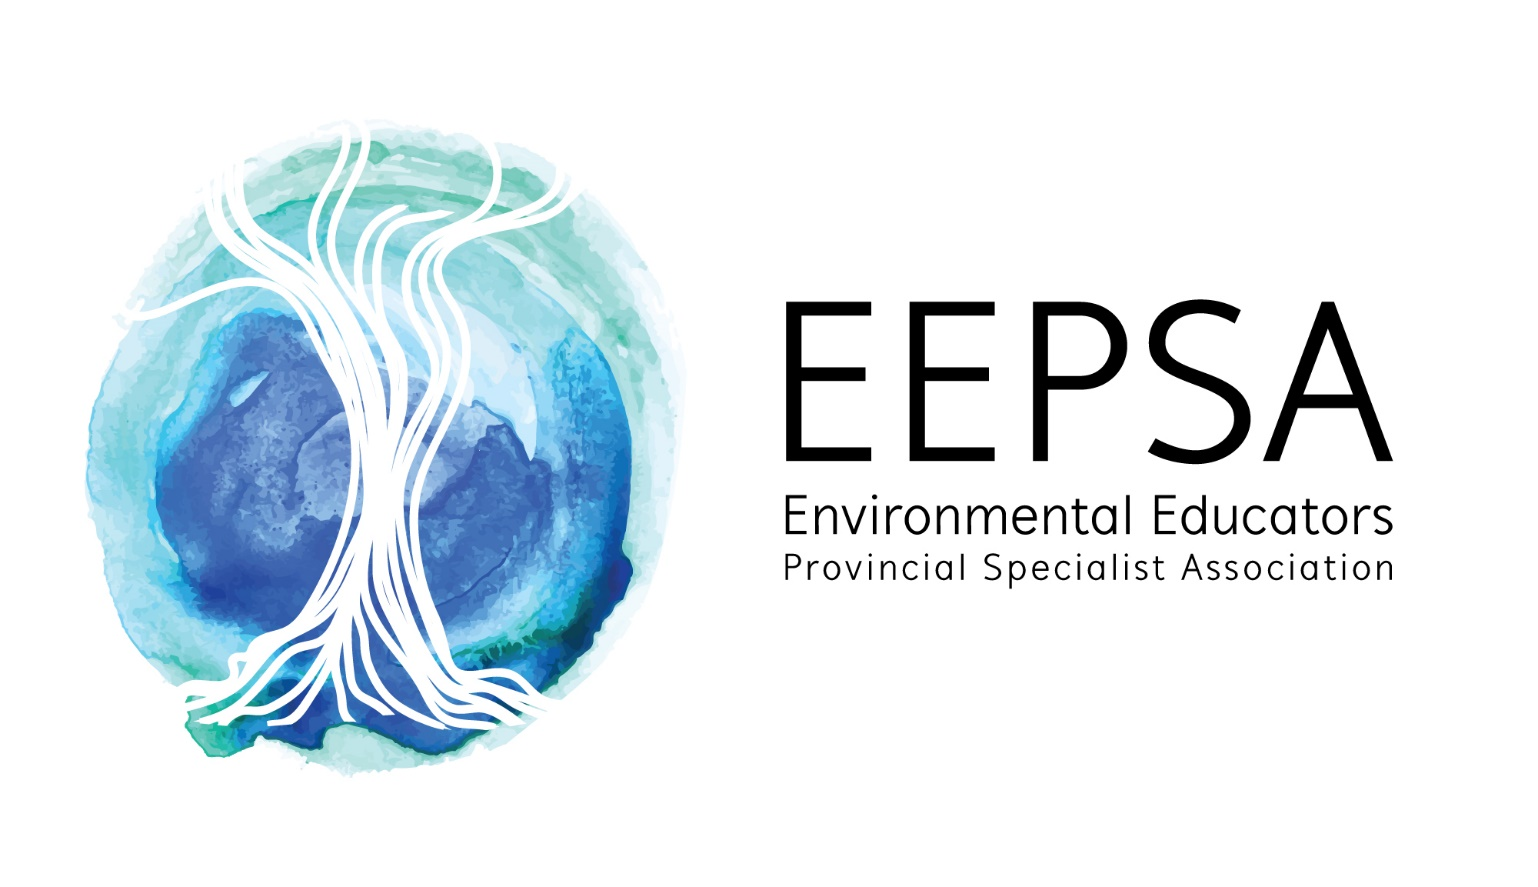 EEPSA
Environmental Educators
Provincial Specialist Association